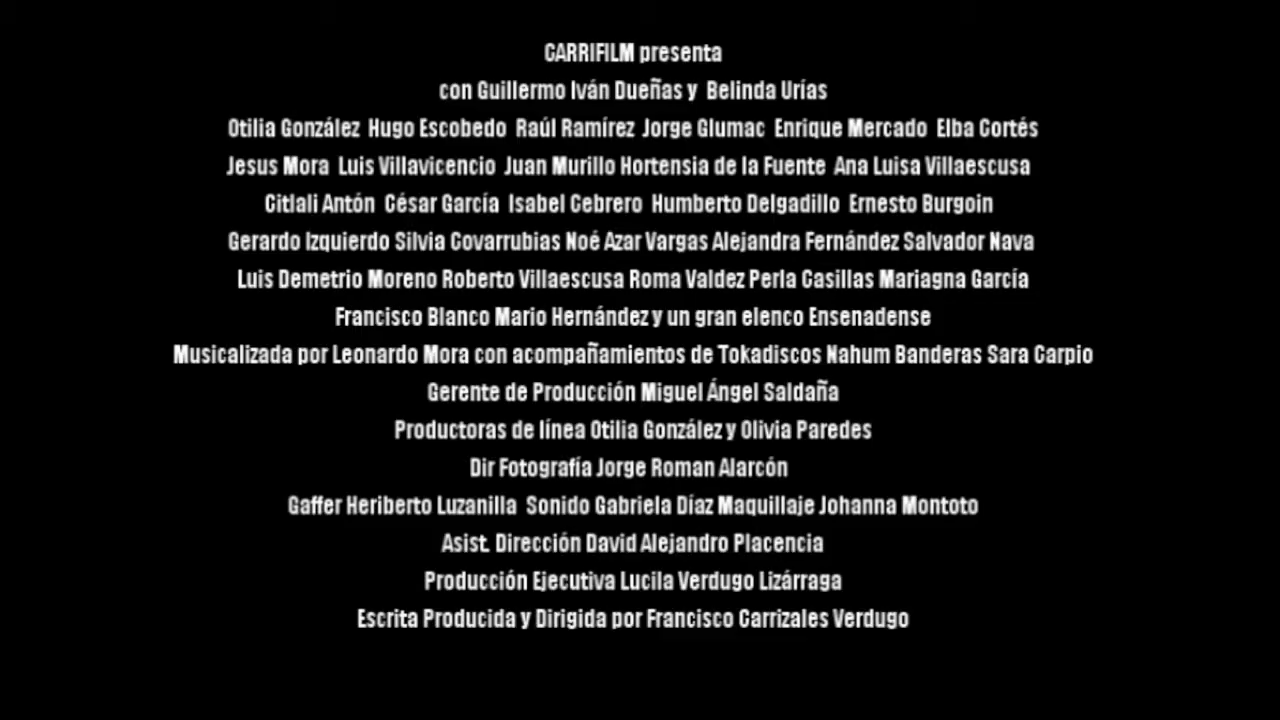 CARRIFILM presenta
con Guillermo Iván Dueñas y Belinda Urías
Otilia González Hugo Escobedo Raúl Ramírez Jorge Glumac Enrique Mercado Elba Cortés
Jesus Mora Luis Villavicencio Juan Murillo Hortensia de la Fuente Ana Luisa Villaescusa
Citlali Antón César García Isabel Cebrero Humberto Delgadillo Ernesto Burgoin
Gerardo Izquierdo Silvia Covarrubias Noé Azar Vargas Alejandra Fernández Salvador Nava
Luis Demetrio Moreno Roberto Villaescusa Roma Valdez Perla Casillas Mariagna García
Francisco Blanco Mario Hernández y un gran elenco Ensenadense
Musicalizada por Leonardo Mora con acompañamientos de Tokadiscos Nahum Banderas Sara Carpio
Gerente de Producción Miguel Ángel Saldaña
Productoras de línea Otilia González y Olivia Paredes
Dir Fotografía Jorge Roman Alarcón
Gaffer Heriberto Luzanilla Sonido Gabriela Díaz Maquillaje Johanna Montoto
Asist. Dirección David Alejandro Placencia
Producción Ejecutiva Lucila Verdugo Lizárraga
Escrita Producida y Dirigida por Francisco Carrizales Verdugo